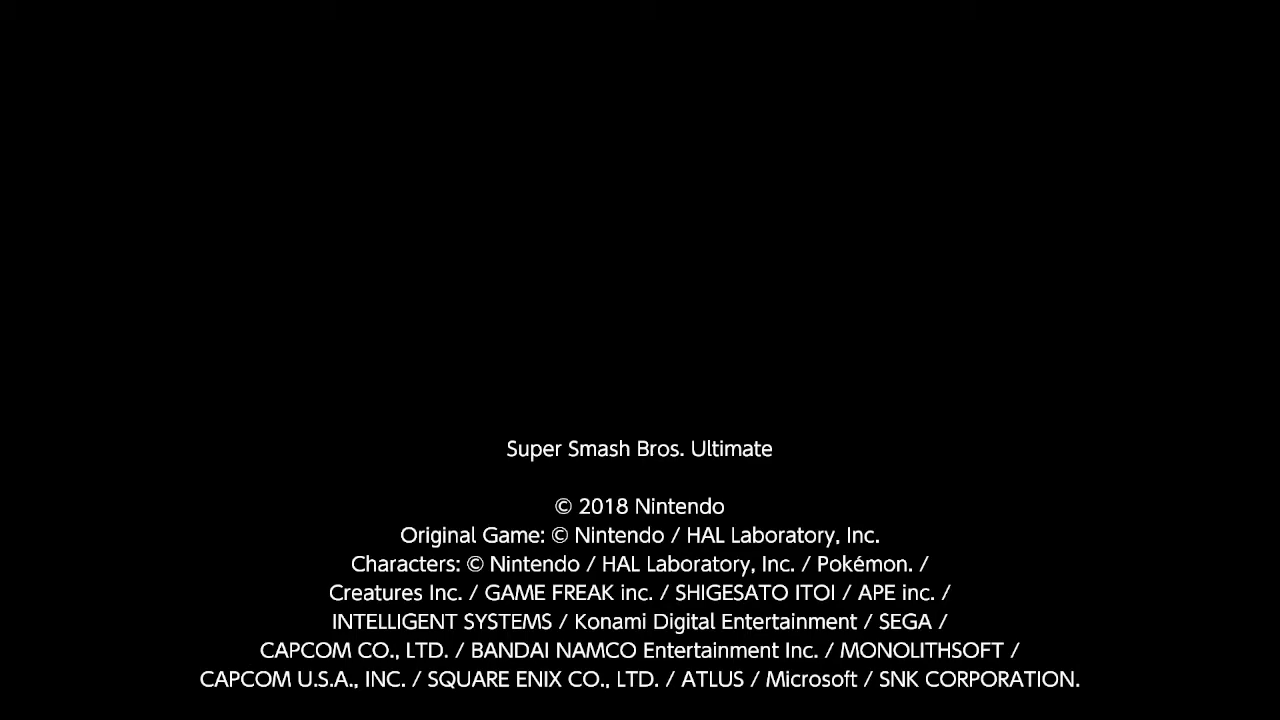 Super Smash Bros. Ultimate
© 2018 Nintendo
Original Game: © Nintendo / HAL Laboratory, Inc.
Characters: © Nintendo / HAL Laboratory, Inc. / Pokémon. /
Creatures Inc. / GAME FREAK inc. / SHIGESATO ITOI / APE inc. /
INTELLIGENT SYSTEMS / Konami Digital Entertainment / SEGA /
CAPCOM CO., LTD. / BANDAI NAMCO Entertainment Inc. / MONOLITHSOFT /
CAPCOM U.S.A., INC. / SQUARE ENIX CO., LTD. / ATLUS / Microsoft / SNK CORPORATION.